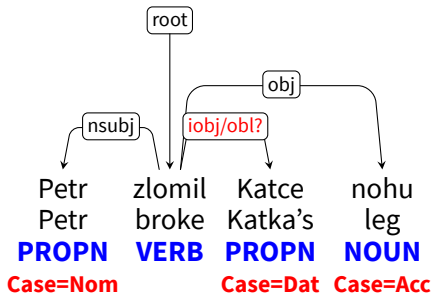 root
obj
nsubj iobj/obl?
Petr zlomil Katce nohu
Petr broke Katka's leg
PROPN VERB PROPN NOUN
Case=Nom Case=Dat Case=Acc